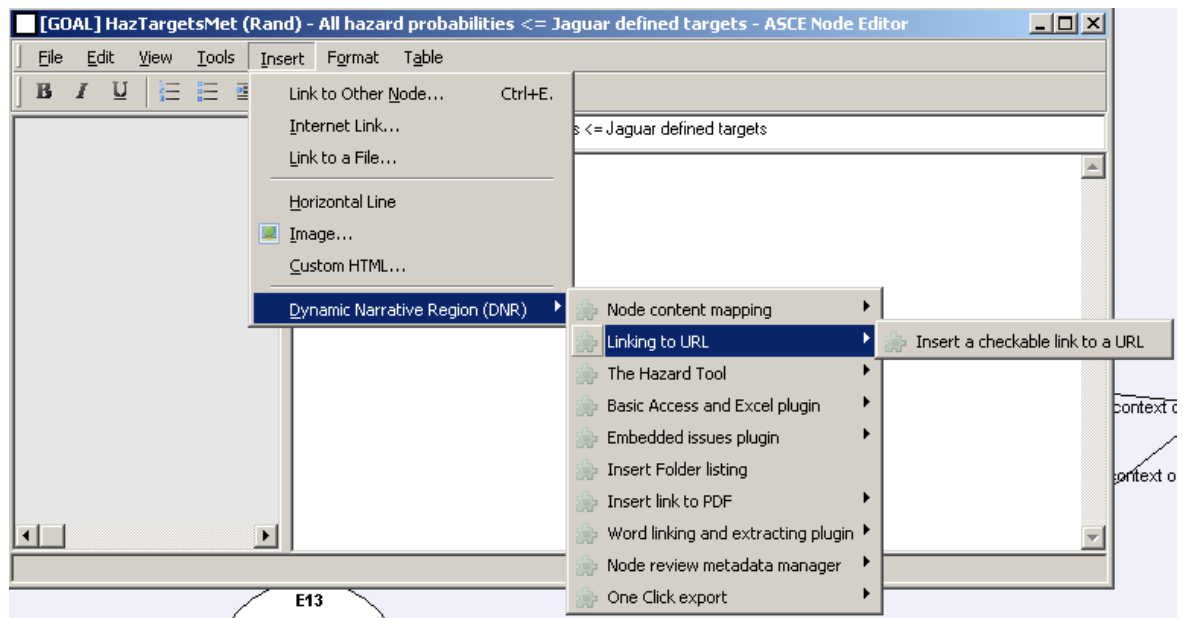 [GOAL] HazTargetsMet (Rand) - All hazard probabilities <= Jaguar defined targets - ASCE Node Editor
File Edit View Tools Insert Format Table
B I U
Link to Other Node... Ctrl+E.
s <= Jaguar defined targets
Internet Link...
Link to a File...
Horizontal Line
Image...
Custom HTML...
Dynamic Narrative Region (DNR)
Node content mapping
Linking to URL
Insert a checkable link to a URL
The Hazard Tool
Basic Access and Excel plugin
context o
Embedded issues plugin
Insert Folder listing
context o
Insert link to PDF
Word linking and extracting plugin
Node review metadata manager
One Click export
E13